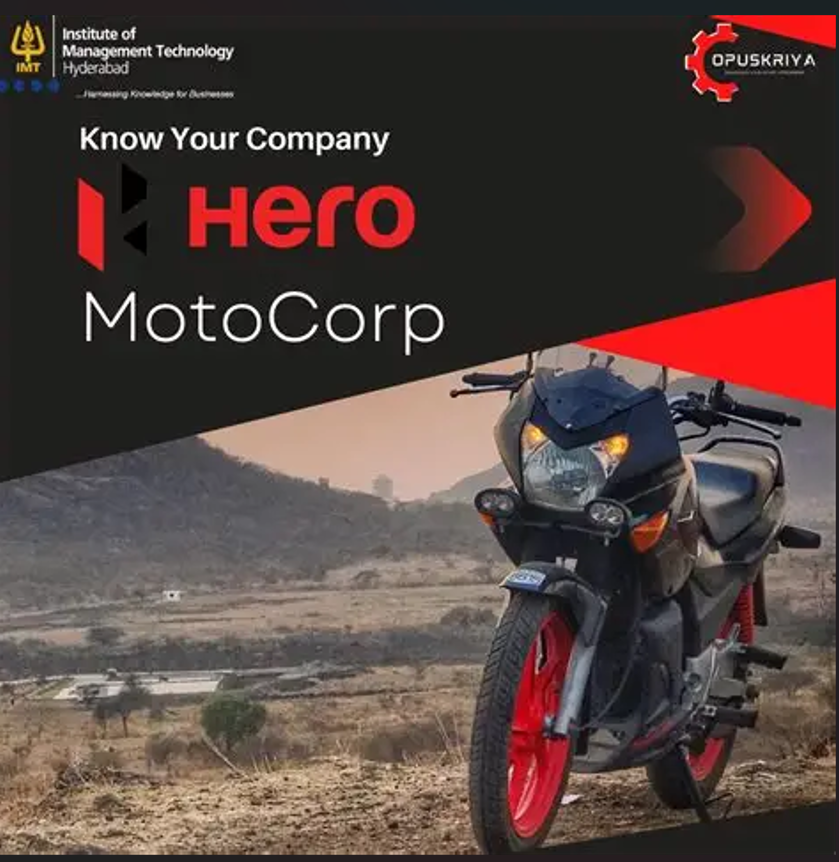 Institute of
Management Technology
Hyderabad
IMT
...Harnessing Knowledge for Businesses
OPUSKRIYA
Know Your Company
Hero
MotoCorp